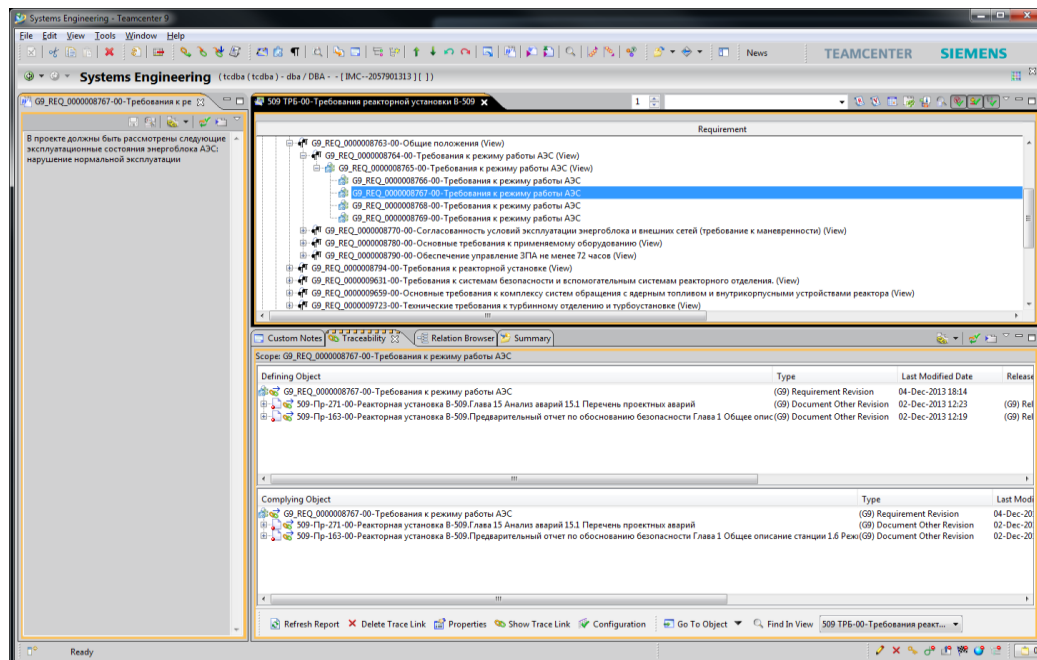 Systems Engineering - Teamcenter 9
File Edit View Tools Window Help
News
TEAMCENTER SIEMENS
Systems Engineering (tcdba ( tcdba ) - dba / DBA - - [ IMC--2057901313 ] [ ] )
G9_REQ_0000008767-00-Требования к ре
В проекте должны быть рассмотрены следующие
эксплуатационные состояния энергоблока АЭС:
нарушение нормальной эксплуатации
509 ТРБ-00-Требования реакторной установки В-509
1
Requirement
G9_REQ_0000008763-00-Общие положения (View)
G9_REQ_0000008764-00-Требования к режиму работы АЭС (View)
G9_REQ_0000008765-00-Требования к режиму работы АЭС (View)
G9_REQ_0000008766-00-Требования к режиму работы АЭС
G9_REQ_0000008767-00-Требования к режиму работы АЭС
G9_REQ_0000008768-00-Требования к режиму работы АЭС
G9_REQ_0000008769-00-Требования к режиму работы АЭС
G9_REQ_0000008770-00-Согласованность условий эксплуатации энергоблока и внешних сетей (требование к маневренности) (View)
G9_REQ_0000008780-00-Основные требования к применяемому оборудованию (View)
G9_REQ_0000008790-00-Обеспечение управление ЗПА не менее 72 часов (View)
G9_REQ_0000008794-00-Требования к реакторной установке (View)
G9_REQ_0000009631-00-Требования к системам безопасности и вспомогательным системам реакторного отделения. (View)
G9_REQ_0000009659-00-Основные требования к комплексу систем обращения с ядерным топливом и внутрикорпусными устройствами реактора (View)
G9_REQ_0000009723-00-Технические требования к турбинному отделению и турбоустановке (View)
Custom Notes Traceability Relation Browser Summary
Scope: G9_REQ_0000008767-00-Требования к режиму работы АЭС
Defining Object Type Last Modified Date Release
G9_REQ_0000008767-00-Требования к режиму работы АЭС (G9) Requirement Revision 04-Dec-2013 18:14
509-Пр-271-00-Реакторная установка В-509.Глава 15 Анализ аварий 15.1 Перечень проектных аварий (G9) Document Other Revision 02-Dec-2013 12:23 (G9) Rel
509-Пр-163-00-Реакторная установка В-509.Предварительный отчет по обоснованию безопасности Глава 1 Общее опис (G9) Document Other Revision 02-Dec-2013 12:19 (G9) Rel
Complying Object Type Last Modi
G9_REQ_0000008767-00-Требования к режиму работы АЭС (G9) Requirement Revision 04-Dec-20
509-Пр-271-00-Реакторная установка В-509.Глава 15 Анализ аварий 15.1 Перечень проектных аварий (G9) Document Other Revision 02-Dec-20
509-Пр-163-00-Реакторная установка В-509.Предварительный отчет по обоснованию безопасности Глава 1 Общее описание станции 1.6 Режи (G9) Document Other Revision 02-Dec-20
Refresh Report Delete Trace Link Properties Show Trace Link Configuration Go To Object Find In View 509 ТРБ-00-Требования реакт...
Ready